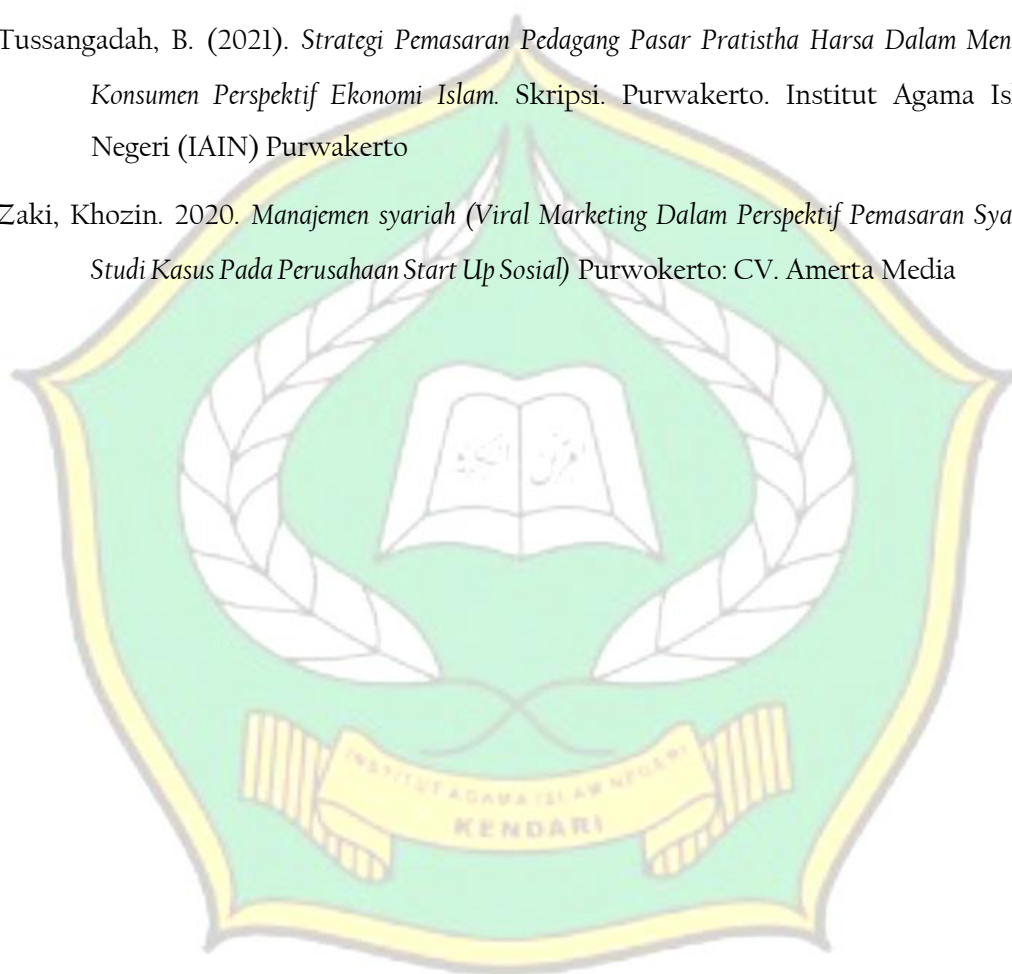 Tussangadah, B. (2021). Strategi Pemasaran Pedagang Pasar Pratistha Harsa Dalam Men
Konsumen Perspektif Ekonomi Islam. Skripsi. Purwakerto. Institut Agama Is
Negeri (IAIN) Purwakerto
Zaki, Khozin. 2020. Manajemen syariah (Viral Marketing Dalam Perspektif Pemasaran Sya
Studi Kasus Pada Perusahaan Start Up Sosial) Purwokerto: CV. Amerta Media
INSTITUT AGAMA ISLAM NEGERI
KENDARI